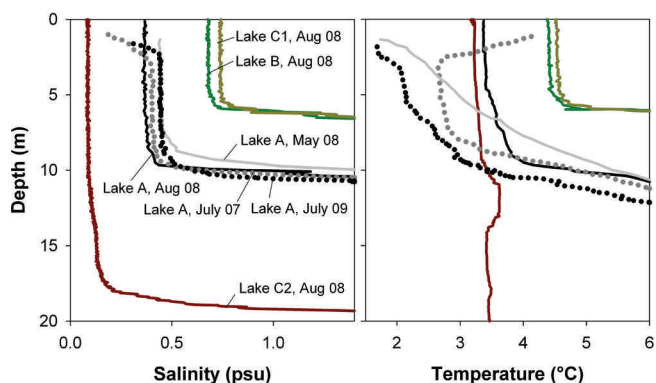 0
5
10
15
20
Depth (m)
Lake C1, Aug 08
Lake B, Aug 08
Lake A, May 08
Lake A, Aug 08
Lake A, July 07
Lake A, July 09
Lake C2, Aug 08
0.0 0.5 1.0
2 3 4 5 6
Salinity (psu)
Temperature (°C)